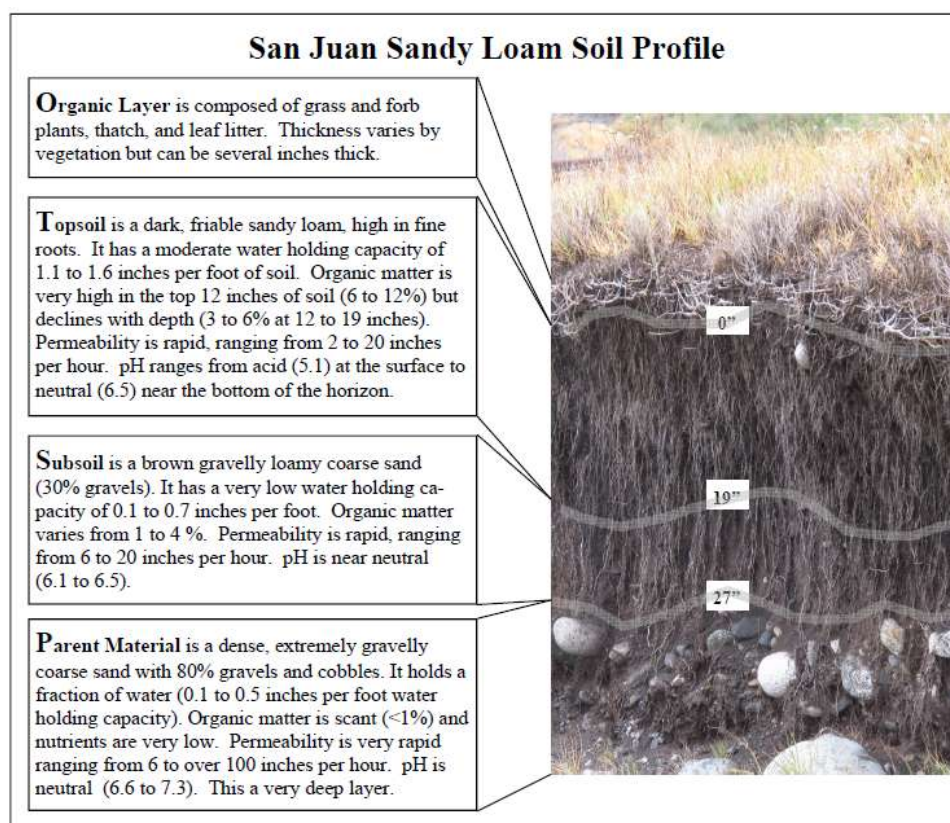 San Juan Sandy Loam Soil Profile
Organic Layer is composed of grass and forb
plants, thatch, and leaf litter. Thickness varies by
vegetation but can be several inches thick.
Topsoil is a dark, friable sandy loam, high in fine
roots. It has a moderate water holding capacity of
1.1 to 1.6 inches per foot of soil. Organic matter is
very high in the top 12 inches of soil (6 to 12%) but
declines with depth (3 to 6% at 12 to 19 inches).
Permeability is rapid, ranging from 2 to 20 inches
per hour. pH ranges from acid (5.1) at the surface to
neutral (6.5) near the bottom of the horizon.
Subsoil is a brown gravelly loamy coarse sand
(30% gravels). It has a very low water holding ca-
pacity of 0.1 to 0.7 inches per foot. Organic matter
varies from 1 to 4 %. Permeability is rapid, ranging
from 6 to 20 inches per hour. pH is near neutral
(6.1 to 6.5).
Parent Material is a dense, extremely gravelly
coarse sand with 80% gravels and cobbles. It holds a
fraction of water (0.1 to 0.5 inches per foot water
holding capacity). Organic matter is scant (<1%) and
nutrients are very low. Permeability is very rapid
ranging from 6 to over 100 inches per hour. pH is
neutral (6.6 to 7.3). This a very deep layer.
0”
19”
27”